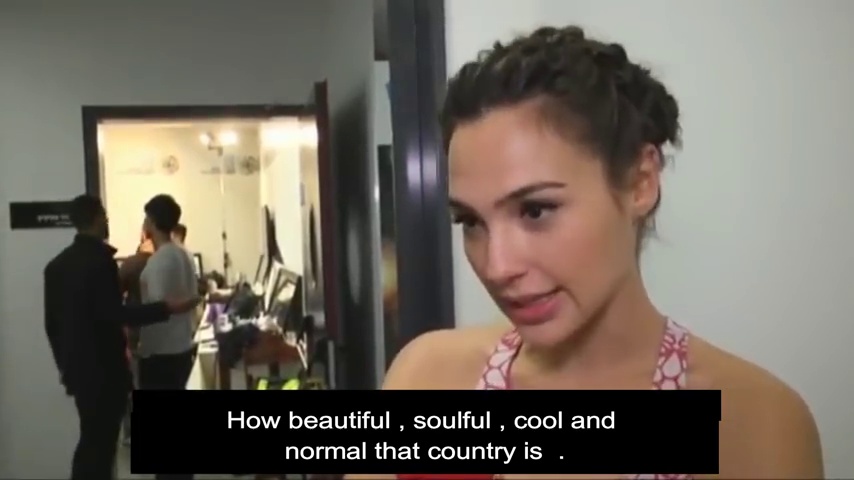 How beautiful , soulful , cool and
normal that country is .